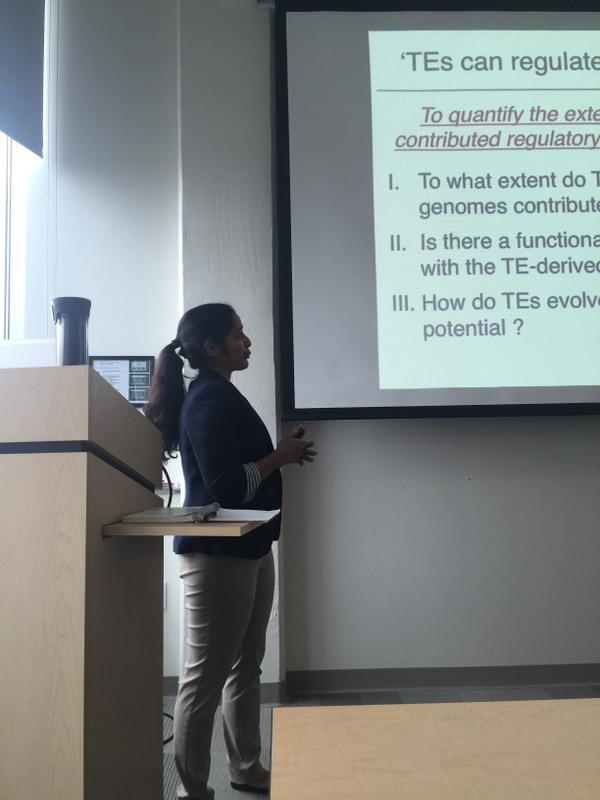 'TEs can regulate
To quantify the exte
contributed regulatory
I. To what extent do T
genomes contribute
II. Is there a functiona
with the TE-derived
III. How do TEs evolve
potential ?